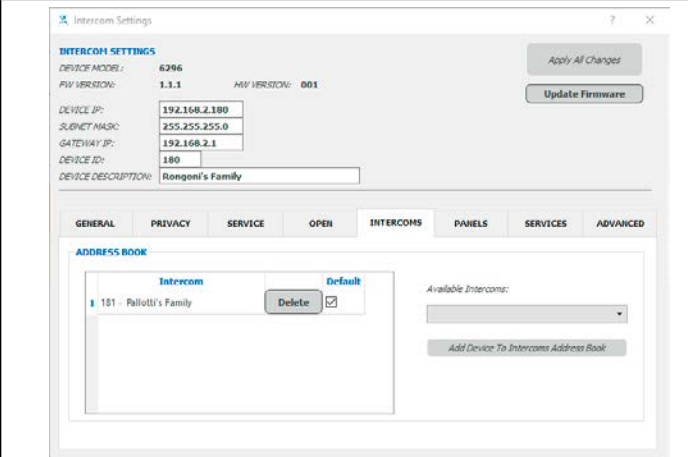 Intercom Settings ? ×
INTERCOM SETTINGS
DEVICE MODEL: 6296
FW VERSION: 1.1.1 HW VERSION: 001
Apply All Changes
Update Firmware
DEVICE IP: 192.168.2.180
SUBNET MASK: 255.255.255.0
GATEWAY IP: 192.168.2.1
DEVICE ID: 180
DEVICE DESCRIPTION: Rongoni's Family
GENERAL PRIVACY SERVICE OPEN INTERCOMS PANELS SERVICES ADVANCED
ADDRESS BOOK
Intercom Default
1 181 - Pallotti's Family Delete
Available Intercoms:
Add Device To Intercoms Address Book